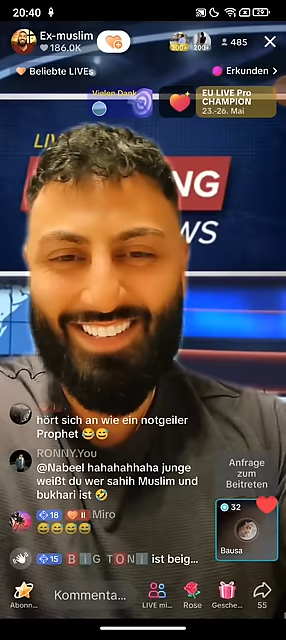 20:40
29
Ex-muslim
186.0K
200+
200+
485
Beliebte LIVEs
Erkunden >
Vielen Dank
EU LIVE Pro
CHAMPION
23.-26. Mai
NG
WS
hört sich an wie ein notgeiler
Prophet 😂😅
RONNY.You
@Nabeel hahahahhaha junge
weißt du wer sahih Muslim und
bukhari ist 🤣
18 Miro
😅😅😅😅
15 BIG TONI ist beig...
Anfrage
zum
Beitreten
32
Bausa
Kommenta...
Abonn...
LIVE mi...
Rose
Gesche...
55